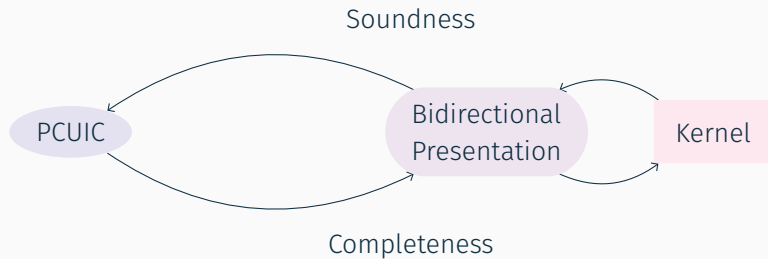 Soundness
PCUIC
Bidirectional
Presentation
Kernel
Completeness